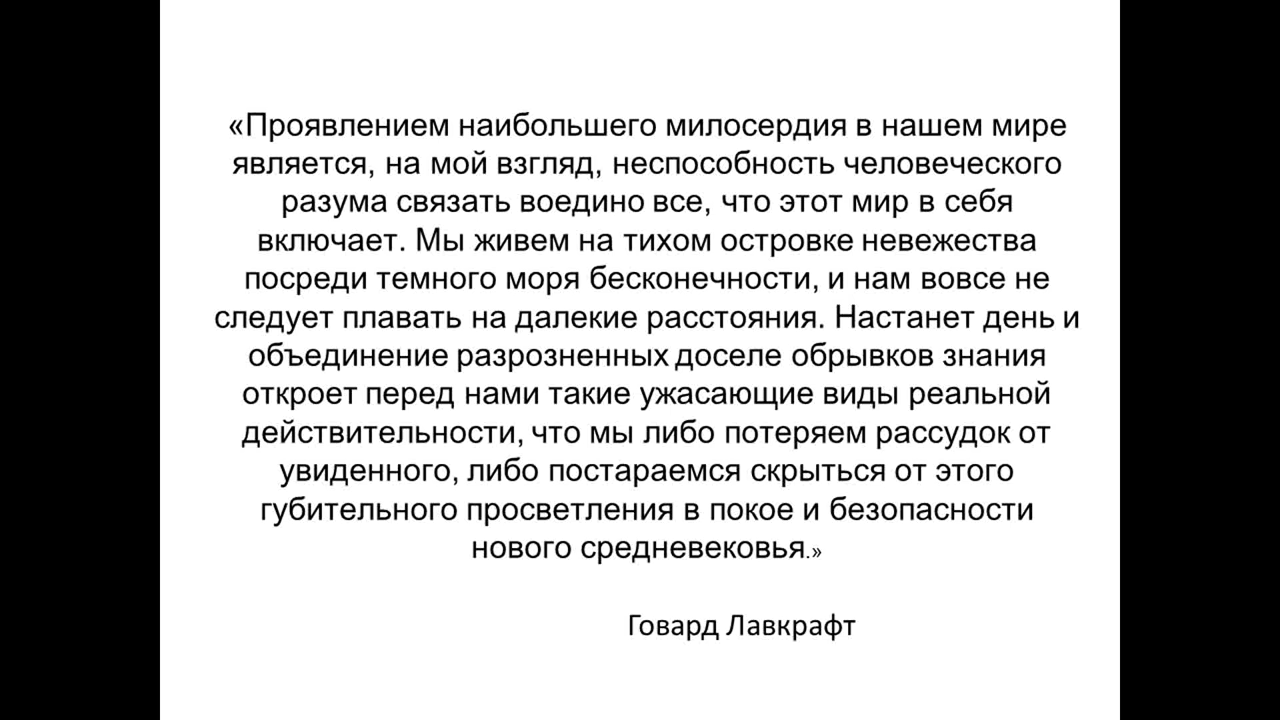 «Проявлением наибольшего милосердия в нашем мире
является, на мой взгляд, неспособность человеческого
разума связать воедино все, что этот мир в себя
включает. Мы живем на тихом островке невежества
посреди темного моря бесконечности, и нам вовсе не
следует плавать на далекие расстояния. Настанет день и
объединение разрозненных доселе обрывков знания
откроет перед нами такие ужасающие виды реальной
действительности, что мы либо потеряем рассудок от
увиденного, либо постараемся скрыться от этого
губительного просветления в покое и безопасности
нового средневековья.»
Говард Лавкрафт